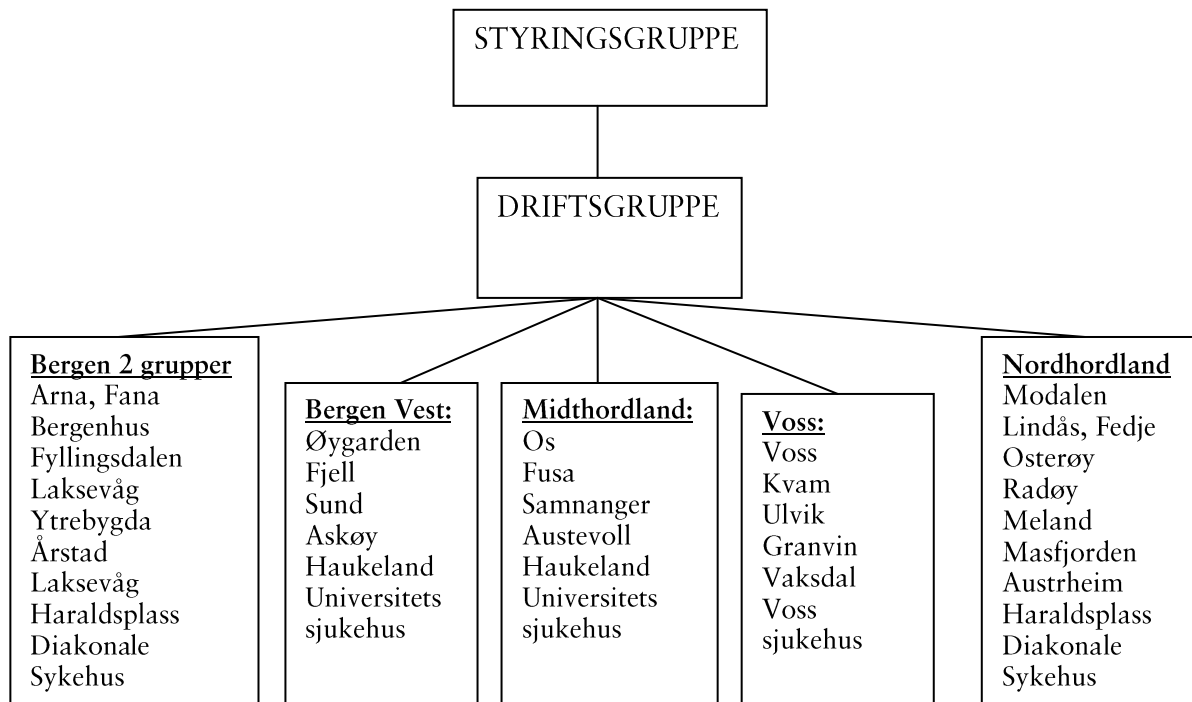 STYRINGSGRUPPE
DRIFTSGRUPPE
Bergen 2 grupper
Arna, Fana
Bergenhus
Fyllingsdalen
Laksevåg
Ytrebygda
Årstad
Laksevåg
Haraldsplass
Diakonale
Sykehus
Bergen Vest:
Øygarden
Fjell
Sund
Askøy
Haukeland
Universitets
sjukehus
Midthordland:
Os
Fusa
Samnanger
Austevoll
Haukeland
Universitets
sjukehus
Voss:
Voss
Kvam
Ulvik
Granvin
Vaksdal
Voss
sjukehus
Nordhordland
Modalen
Lindås, Fedje
Osterøy
Radøy
Meland
Masfjorden
Austrheim
Haraldsplass
Diakonale
Sykehus